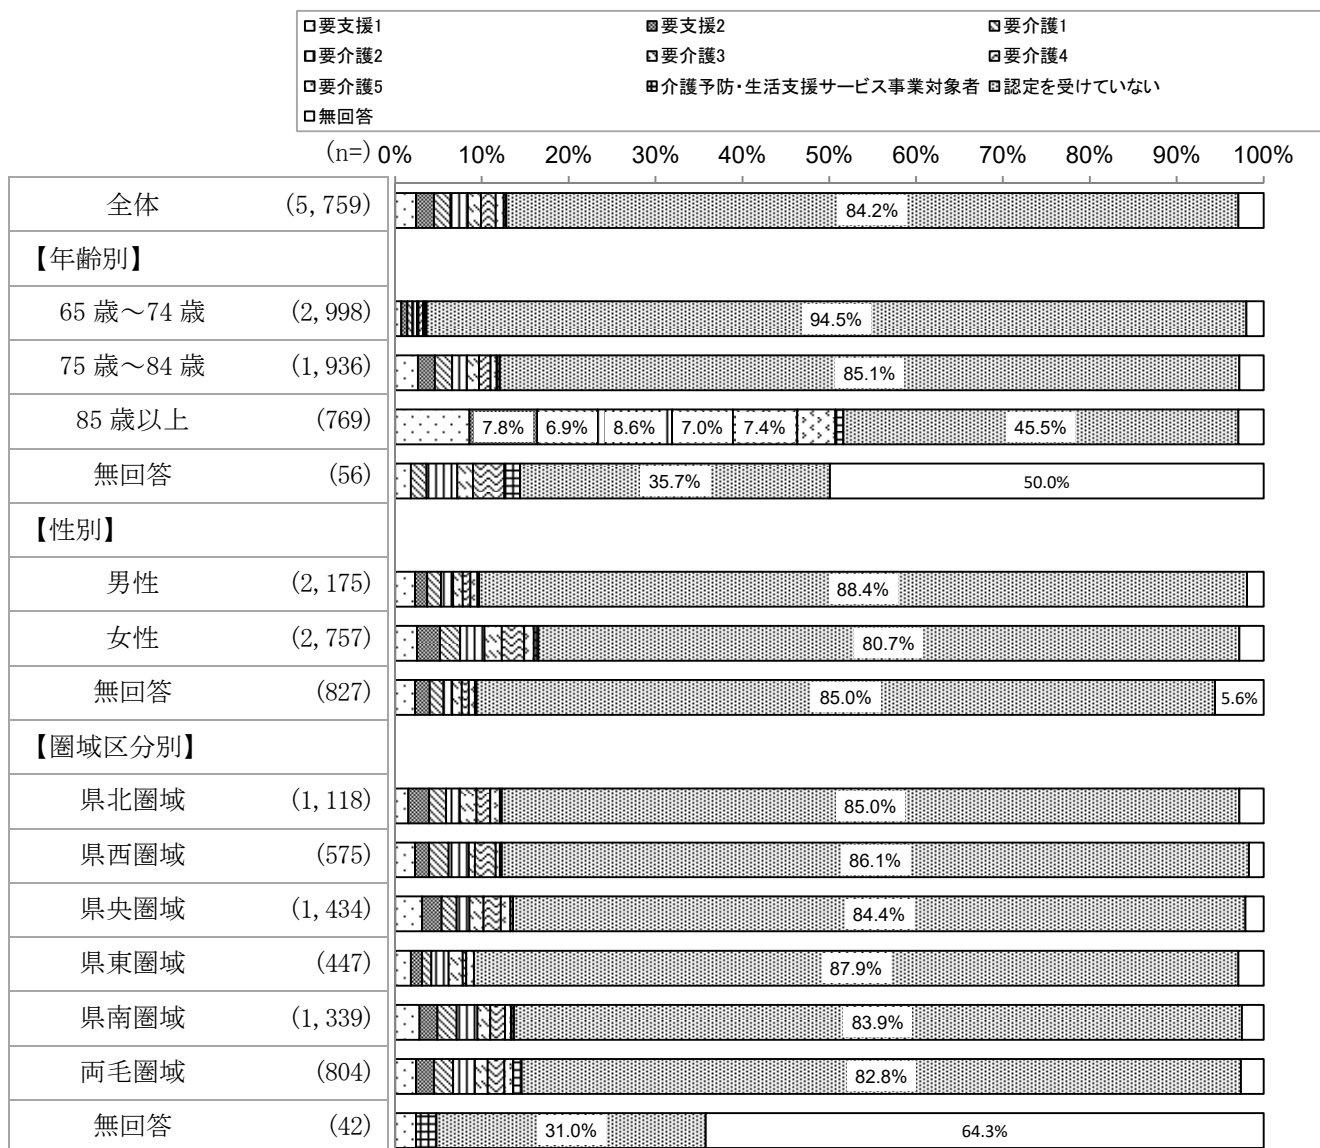 要支援1 要支援2 要介護1
要介護2 要介護3 要介護4
要介護5 介護予防・生活支援サービス事業対象者 認定を受けていない
無回答
(n=) 0% 10% 20% 30% 40% 50% 60% 70% 80% 90% 100%
全体 (5,759) 84.2%
【年齢別】
65歳～74歳 (2,998) 94.5%
75歳～84歳 (1,936) 85.1%
85歳以上 (769) 7.8% 6.9% 8.6% 7.0% 7.4% 45.5%
無回答 (56) 35.7% 50.0%
【性別】
男性 (2,175) 88.4%
女性 (2,757) 80.7%
無回答 (827) 85.0% 5.6%
【圏域区分別】
県北圏域 (1,118) 85.0%
県西圏域 (575) 86.1%
県央圏域 (1,434) 84.4%
県東圏域 (447) 87.9%
県南圏域 (1,339) 83.9%
両毛圏域 (804) 82.8%
無回答 (42) 31.0% 64.3%